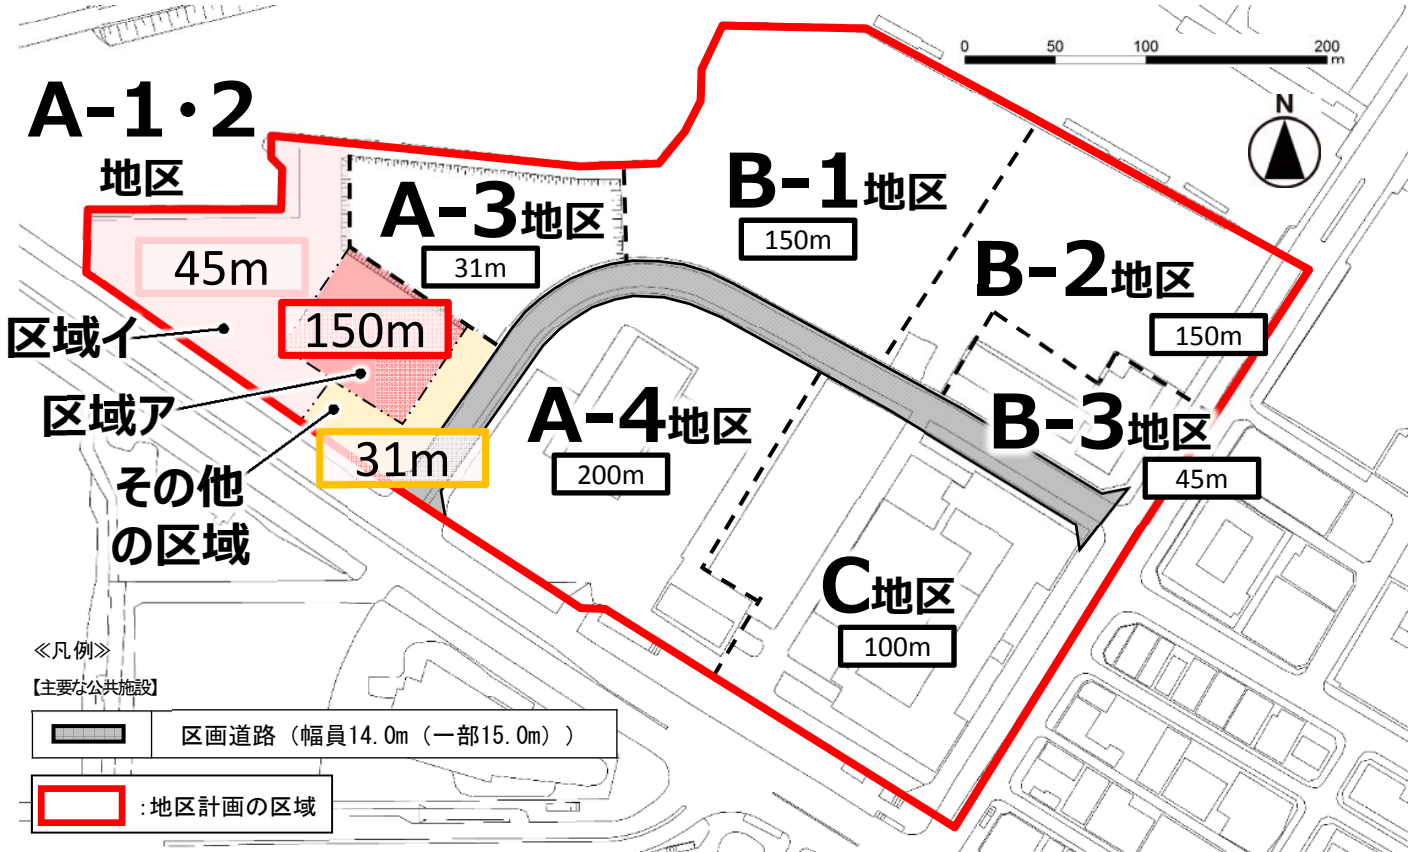 0 50 100 200
m
N
A-1・2
地区
45m
区域イ
150m
区域ア
31m
その他
の区域
A-3地区
31m
B-1地区
150m
B-2地区
150m
B-3地区
45m
A-4地区
200m
C地区
100m
≪凡例≫
【主要な公共施設】
区画道路（幅員14.0m（一部15.0m））
:地区計画の区域